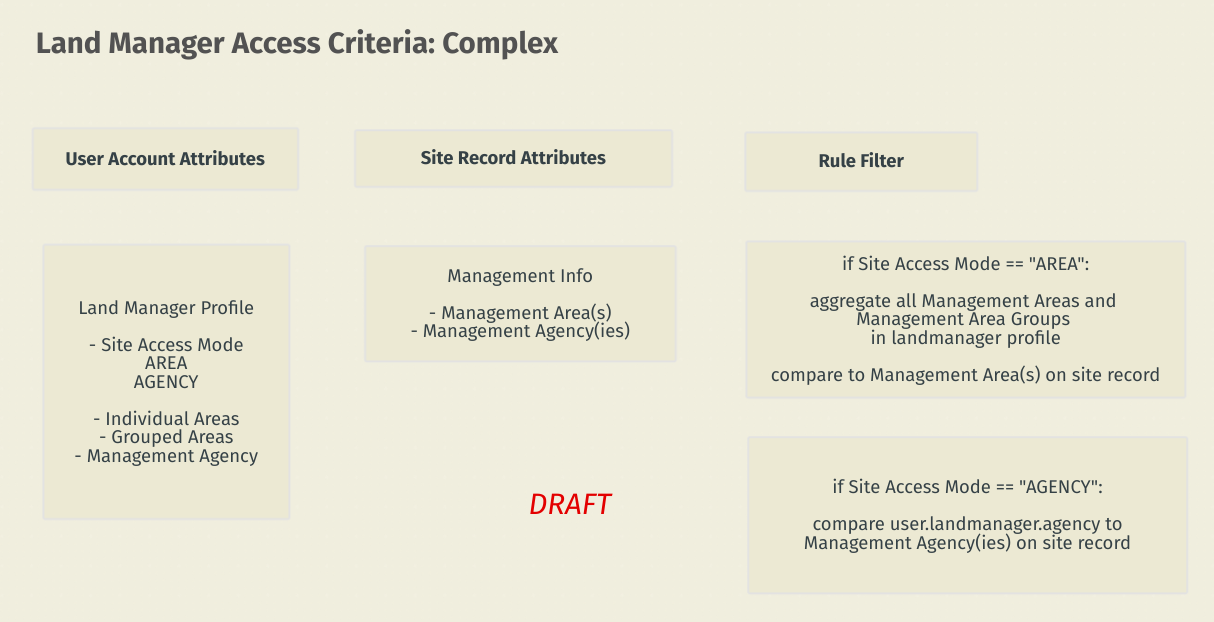 Land Manager Access Criteria: Complex
User Account Attributes
Site Record Attributes
Rule Filter
Land Manager Profile
- Site Access Mode
AREA
AGENCY
- Individual Areas
- Grouped Areas
- Management Agency
Management Info
- Management Area(s)
- Management Agency(ies)
DRAFT
if Site Access Mode == "AREA":
aggregate all Management Areas and
Management Area Groups
in landmanager profile
compare to Management Area(s) on site record
if Site Access Mode == "AGENCY":
compare user.landmanager.agency to
Management Agency(ies) on site record